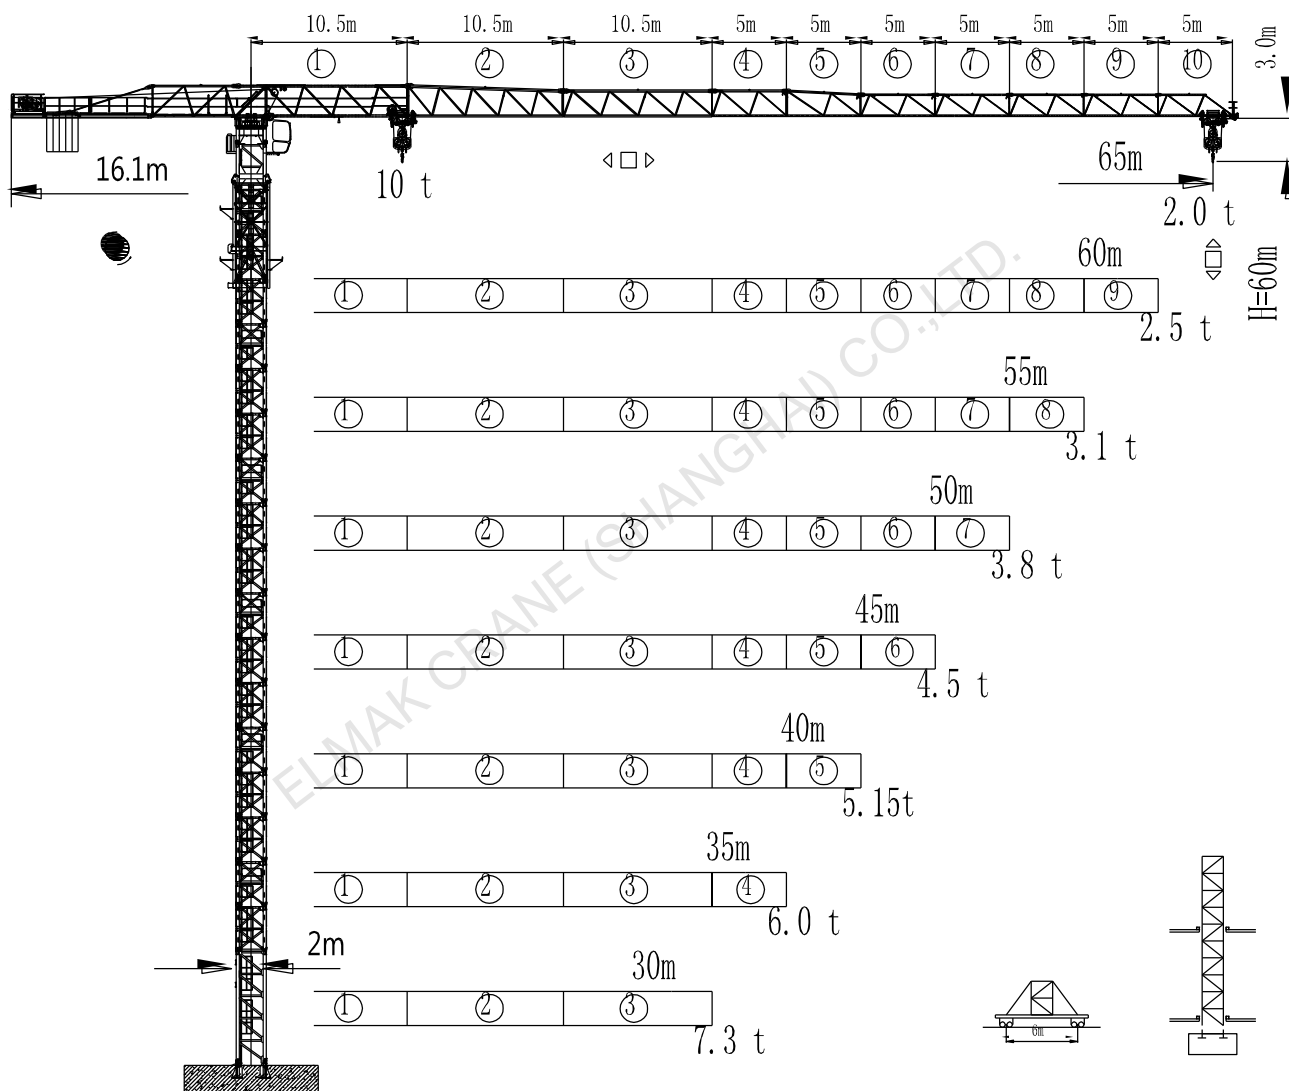 10.5m 10.5m 10.5m 5m 5m 5m 5m 5m 5m 5m
1 2 3 4 5 6 7 8 9 10
3.0m
16.1m
10 t
65m
2.0 t
H=60m
60m
1 2 3 4 5 6 7 8 9
2.5 t
55m
1 2 3 4 5 6 7 8
3.1 t
50m
1 2 3 4 5 6 7
3.8 t
45m
1 2 3 4 5 6
4.5 t
40m
1 2 3 4 5
5.15t
35m
1 2 3 4
6.0 t
2m
30m
1 2 3
7.3 t
6m
ELMAK CRANE (SHANGHAI) CO.,LTD.